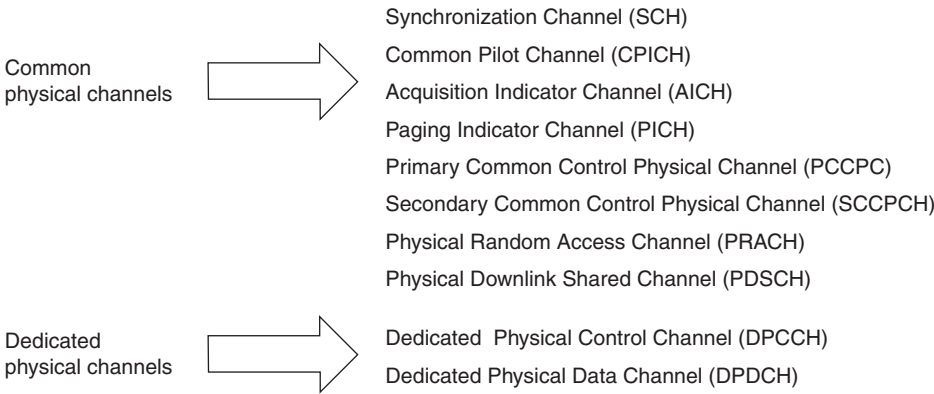 Common
physical channels
Synchronization Channel (SCH)
Common Pilot Channel (CPICH)
Acquisition Indicator Channel (AICH)
Paging Indicator Channel (PICH)
Primary Common Control Physical Channel (PCCPC)
Secondary Common Control Physical Channel (SCCPCH)
Physical Random Access Channel (PRACH)
Physical Downlink Shared Channel (PDSCH)
Dedicated
physical channels
Dedicated  Physical Control Channel (DPCCH)
Dedicated Physical Data Channel (DPDCH)